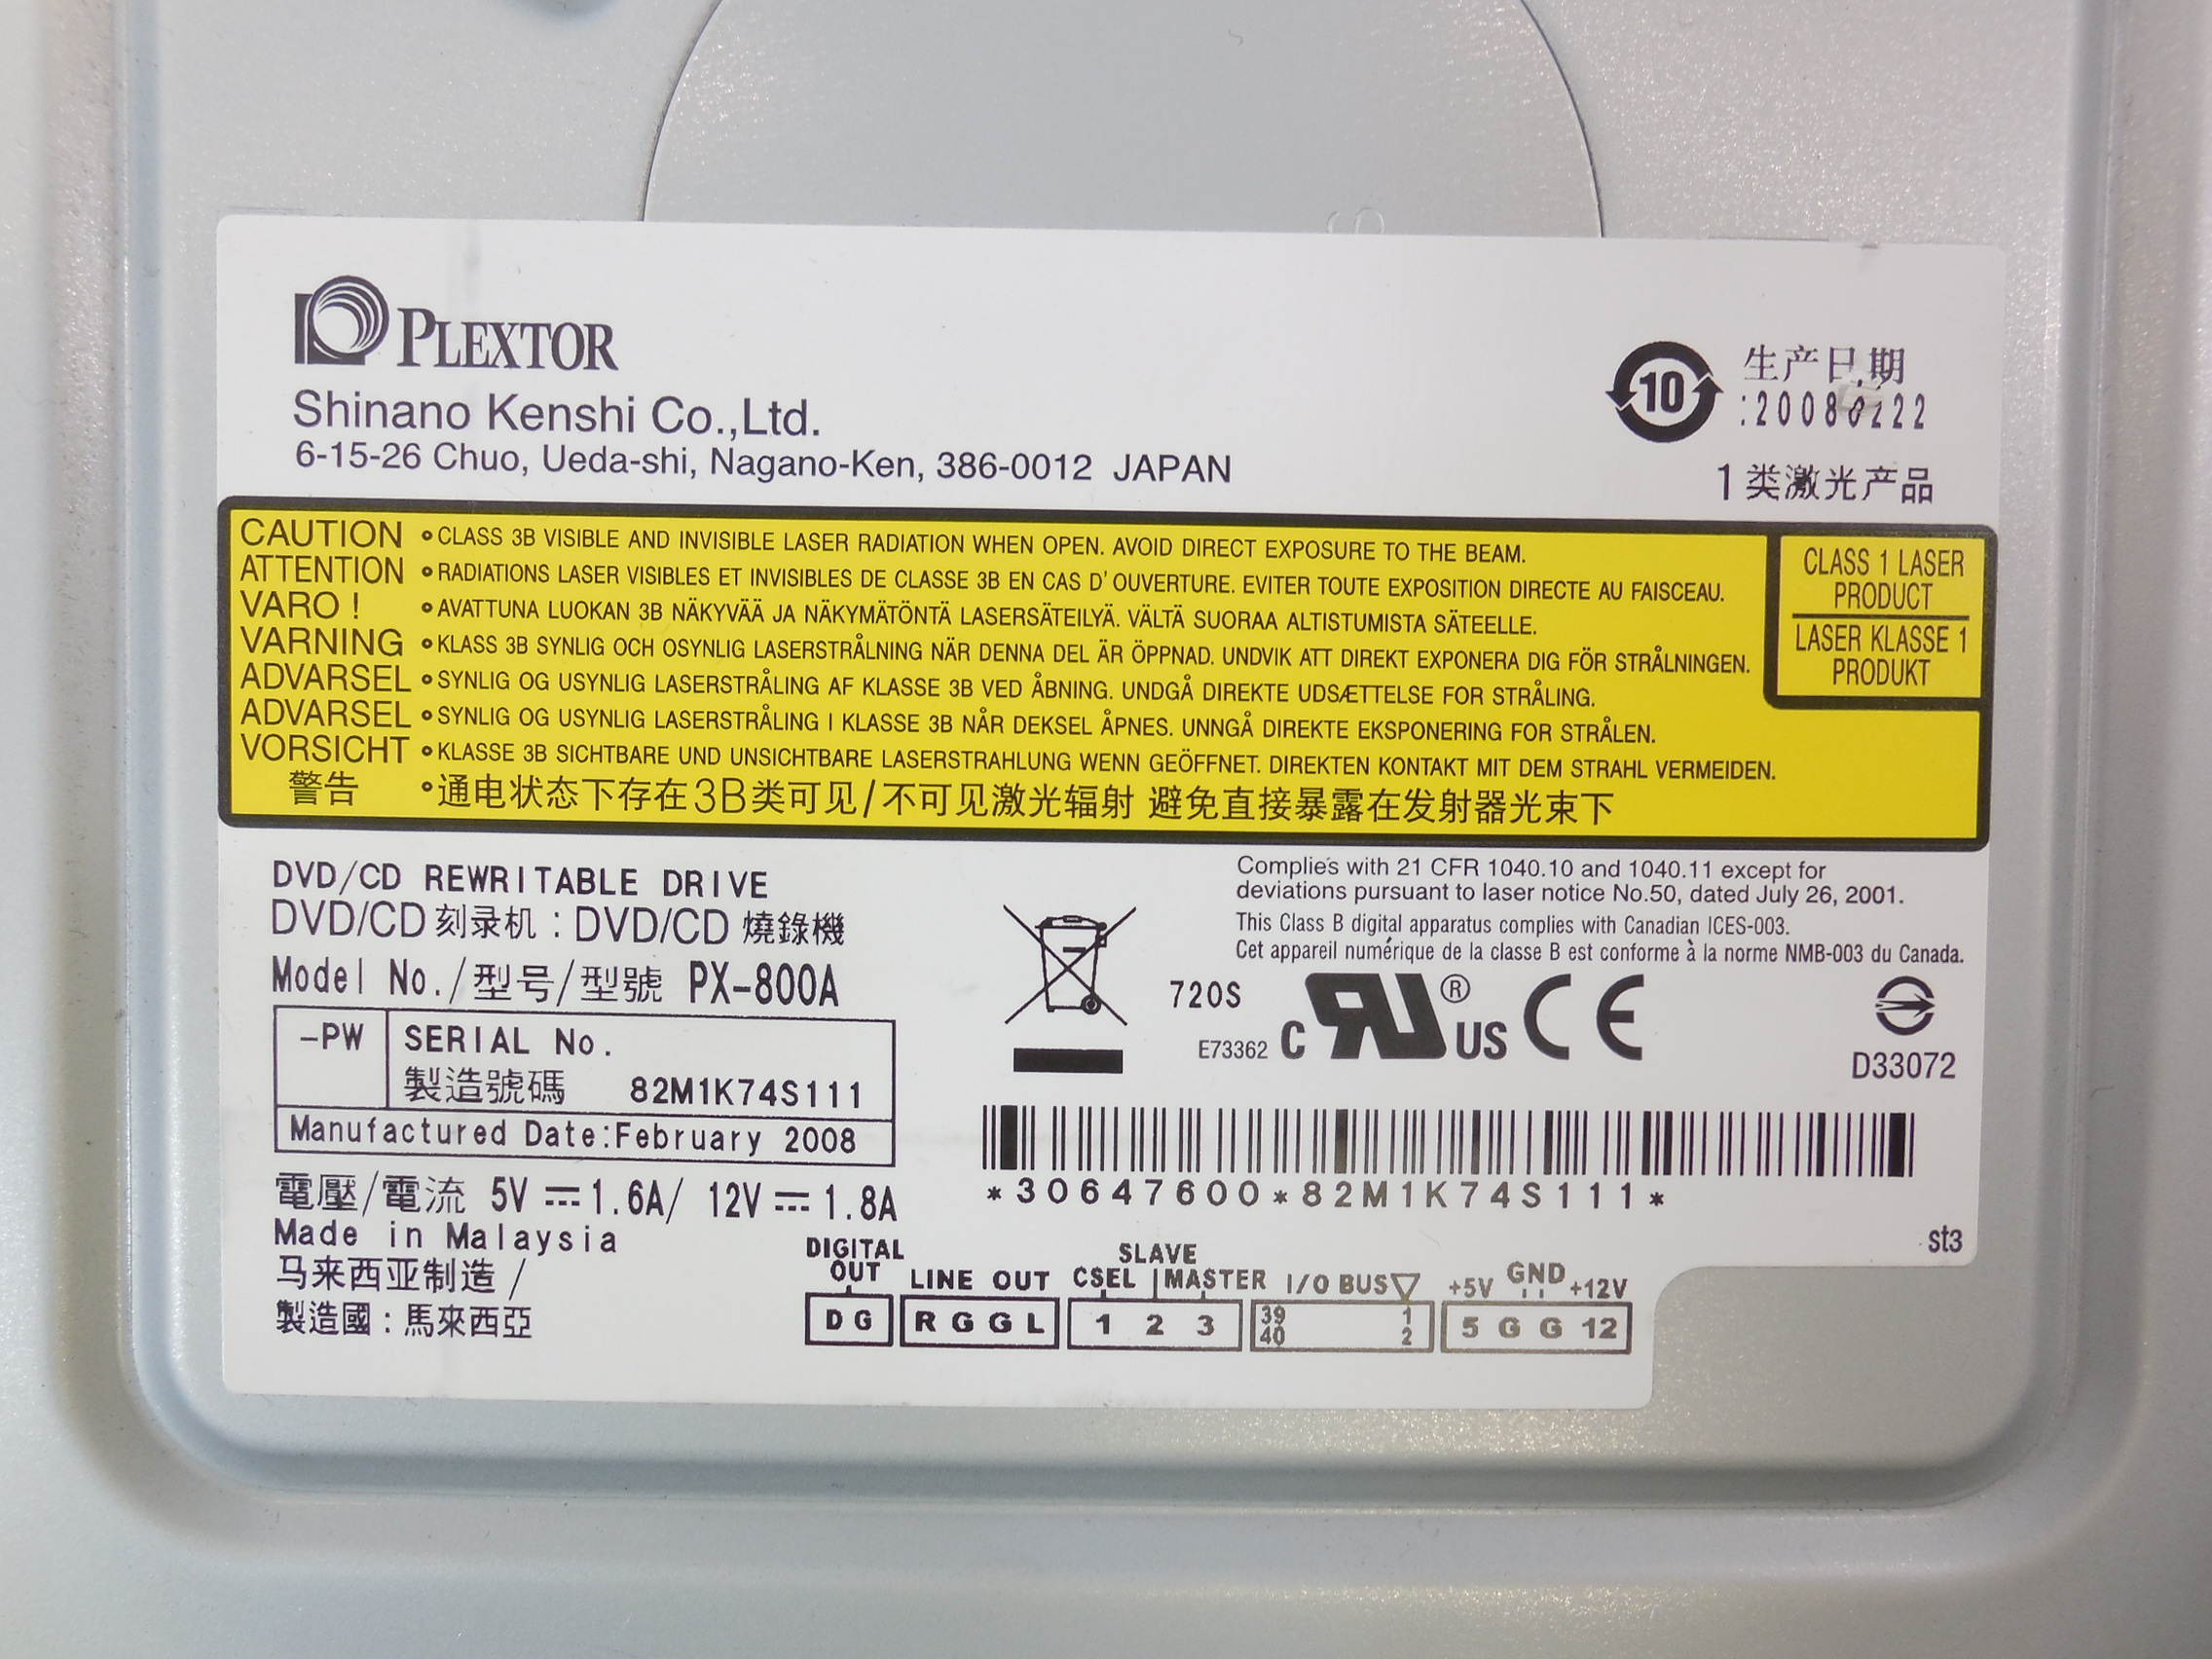 PLEXTOR
Shinano Kenshi Co.,Ltd.
6-15-26 Chuo, Ueda-shi, Nagano-Ken, 386-0012 JAPAN
10
生产日期
:20080222
1类激光产品
CAUTION ∘CLASS 3B VISIBLE AND INVISIBLE LASER RADIATION WHEN OPEN. AVOID DIRECT EXPOSURE TO THE BEAM.
ATTENTION ∘RADIATIONS LASER VISIBLES ET INVISIBLES DE CLASSE 3B EN CAS D'OUVERTURE. EVITER TOUTE EXPOSITION DIRECTE AU FAISCEAU.
VARO ! ∘AVATTUNA LUOKAN 3B NÄKYVÄÄ JA NÄKYMÄTÖNTÄ LASERSÄTEILYÄ. VÄLTÄ SUORAA ALTISTUMISTA SÄTEELLE.
VARNING ∘KLASS 3B SYNLIG OCH OSYNLIG LASERSTRÅLNING NÄR DENNA DEL ÄR ÖPPNAD. UNDVIK ATT DIREKT EXPONERA DIG FÖR STRÅLNINGEN.
ADVARSEL ∘SYNLIG OG USYNLIG LASERSTRÅLING AF KLASSE 3B VED ÅBNING. UNDGÅ DIREKTE UDSÆTTELSE FOR STRÅLING.
ADVARSEL ∘SYNLIG OG USYNLIG LASERSTRÅLING I KLASSE 3B NÅR DEKSEL ÅPNES. UNNGÅ DIREKTE EKSPONERING FOR STRÅLEN.
VORSICHT ∘KLASSE 3B SICHTBARE UND UNSICHTBARE LASERSTRAHLUNG WENN GEÖFFNET. DIREKTEN KONTAKT MIT DEM STRAHL VERMEIDEN.
警告 ∘通电状态下存在3B类可见/不可见激光辐射 避免直接暴露在发射器光束下
CLASS 1 LASER
PRODUCT
LASER KLASSE 1
PRODUKT
DVD/CD REWRITABLE DRIVE
DVD/CD刻录机:DVD/CD燒錄機
Model No./型号/型號 PX-800A
-PW
SERIAL No.
製造號碼 82M1K74S111
Manufactured Date:February 2008
電壓/電流 5V⎓1.6A/ 12V⎓1.8A
Made in Malaysia
马来西亚制造/
製造國:馬來西亞
Complies with 21 CFR 1040.10 and 1040.11 except for
deviations pursuant to laser notice No.50, dated July 26, 2001.
This Class B digital apparatus complies with Canadian ICES-003.
Cet appareil numérique de la classe B est conforme à la norme NMB-003 du Canada.
720S
E73362
C RU ® US CE
D33072
*30647600*82M1K74S111*
st3
DIGITAL OUT
LINE OUT
CSEL SLAVE MASTER
I/O BUS▽
+5V GND +12V
D G
R G G L
1 2 3
39 1
40 2
5 G G 12